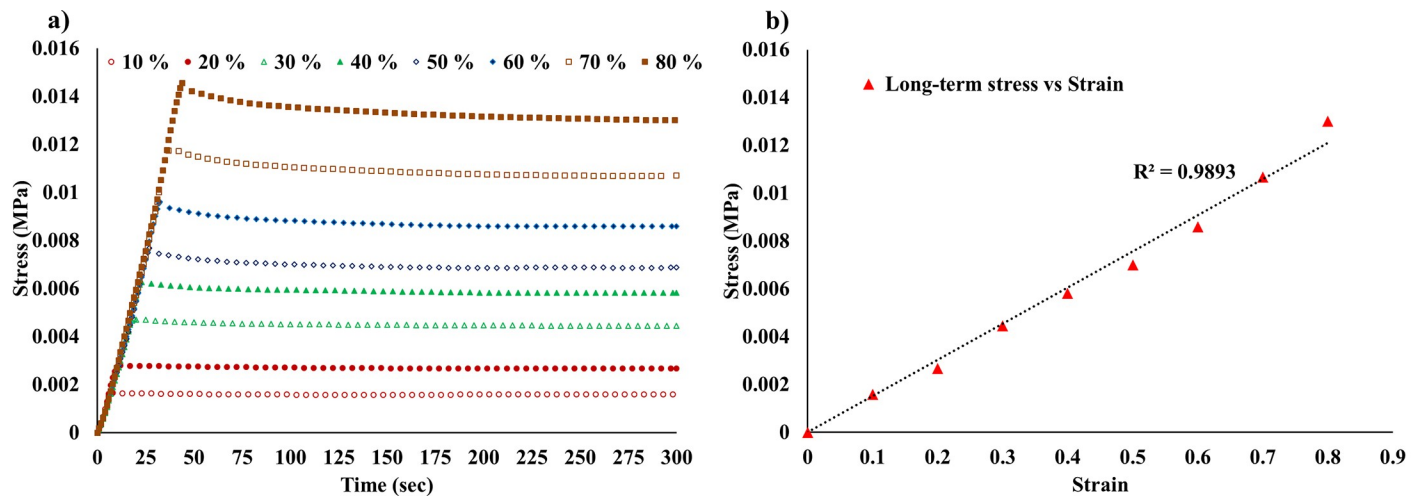 a)
0.016
0.014
0.012
0.01
0.008
0.006
0.004
0.002
0
Stress (MPa)
10 % 20 % 30 % 40 % 50 % 60 % 70 % 80 %
0 25 50 75 100 125 150 175 200 225 250 275 300
Time (sec)
b)
0.016
0.014
0.012
0.01
0.008
0.006
0.004
0.002
0
Stress (MPa)
Long-term stress vs Strain
R² = 0.9893
0 0.1 0.2 0.3 0.4 0.5 0.6 0.7 0.8 0.9
Strain